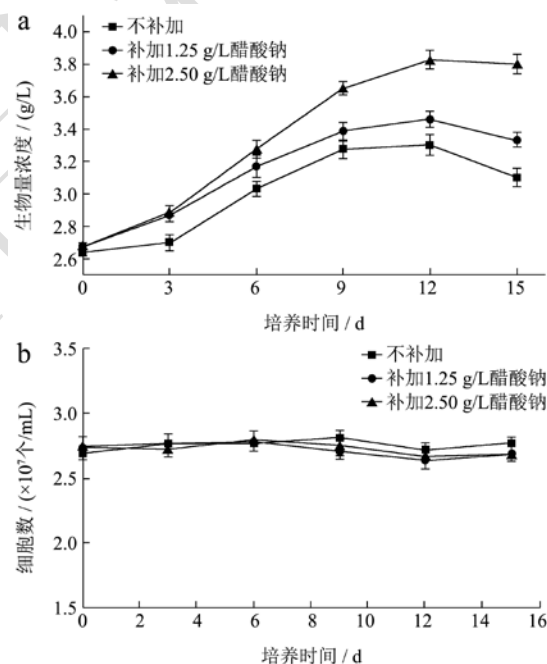 a
不补加
补加1.25 g/L醋酸钠
补加2.50 g/L醋酸钠
4.0
3.8
3.6
3.4
3.2
3.0
2.8
2.6
生物量浓度 / (g/L)
0 3 6 9 12 15
培养时间 / d
b
不补加
补加1.25 g/L醋酸钠
补加2.50 g/L醋酸钠
3.5
3.0
2.5
2.0
1.5
细胞数 / (×10⁷个/mL)
0 2 4 6 8 10 12 14 16
培养时间 / d